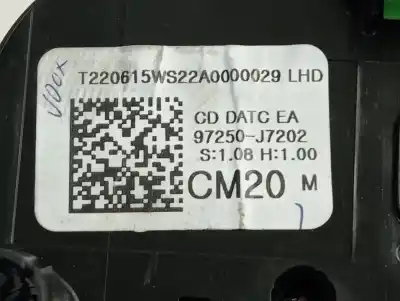 T220615WS22A0000029 LHD
CD DATC EA
97250-J7202
S:1.08 H:1.00
CM20 M